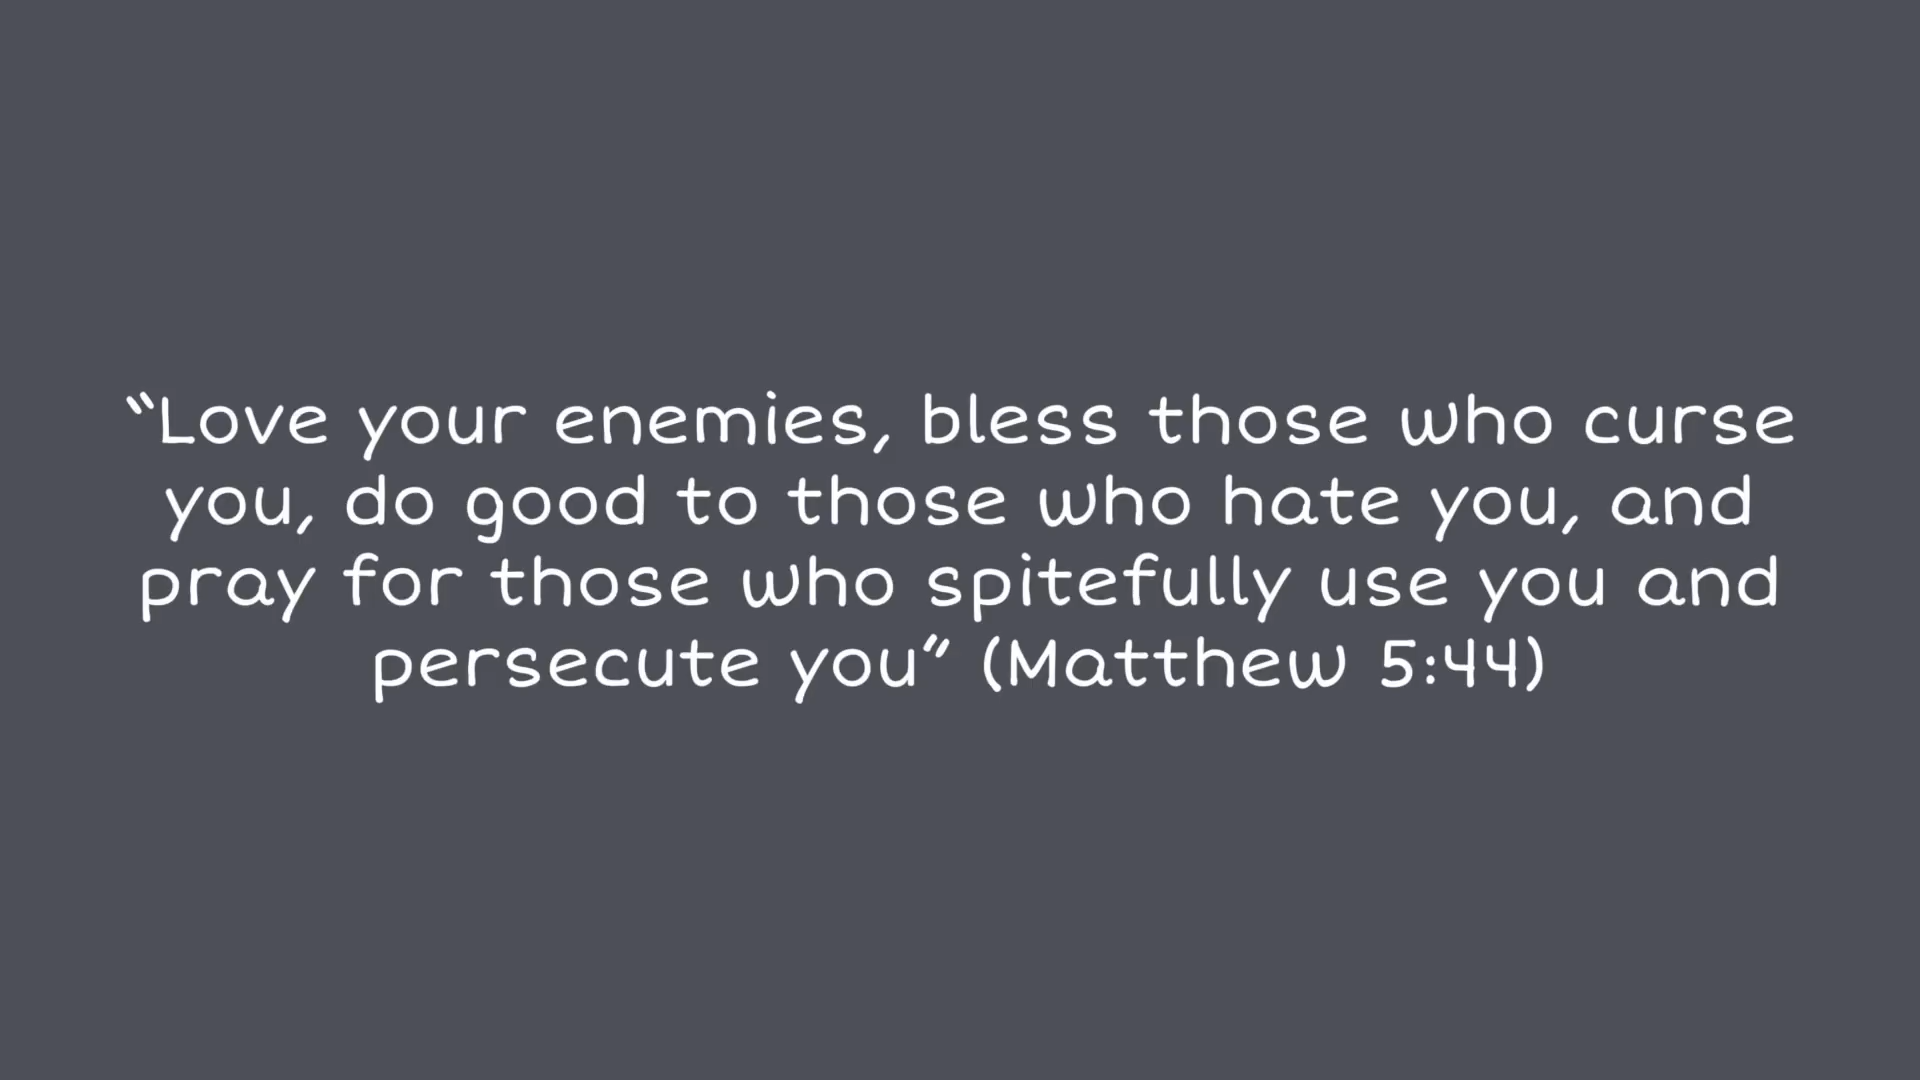 “Love your enemies, bless those who curse
you, do good to those who hate you, and
pray for those who spitefully use you and
persecute you” (Matthew 5:44)